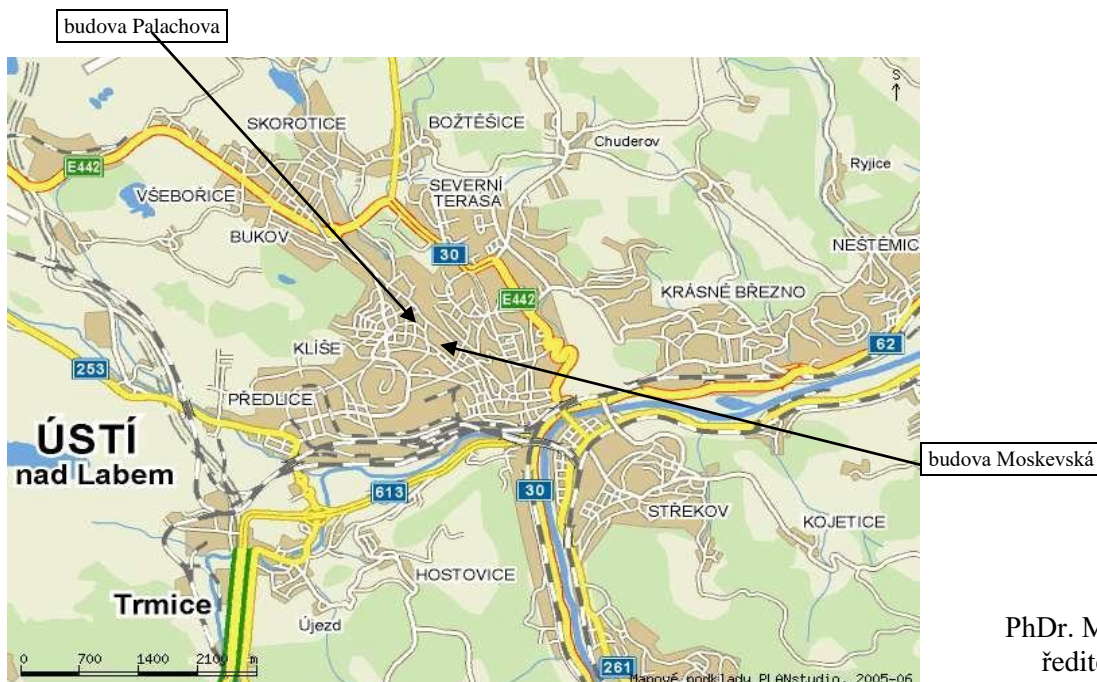 budova Palachova
S
SKOROTICE
BOŽTĚŠICE
Chuderov
E442
Ryjice
VŠEBOŘICE
SEVERNÍ
TERASA
BUKOV
30
NEŠTĚMIC
E442
KRÁSNÉ BŘEZNO
KLÍŠE
62
253
PŘEDLICE
ÚSTÍ
nad Labem
budova Moskevská
613
30
STŘEKOV
KOJETICE
HOSTOVICE
Trmice
Újezd
PhDr. M
ředite
0 700 1400 2100 m
261
Mapové podklady PLANstudio, 2005-06